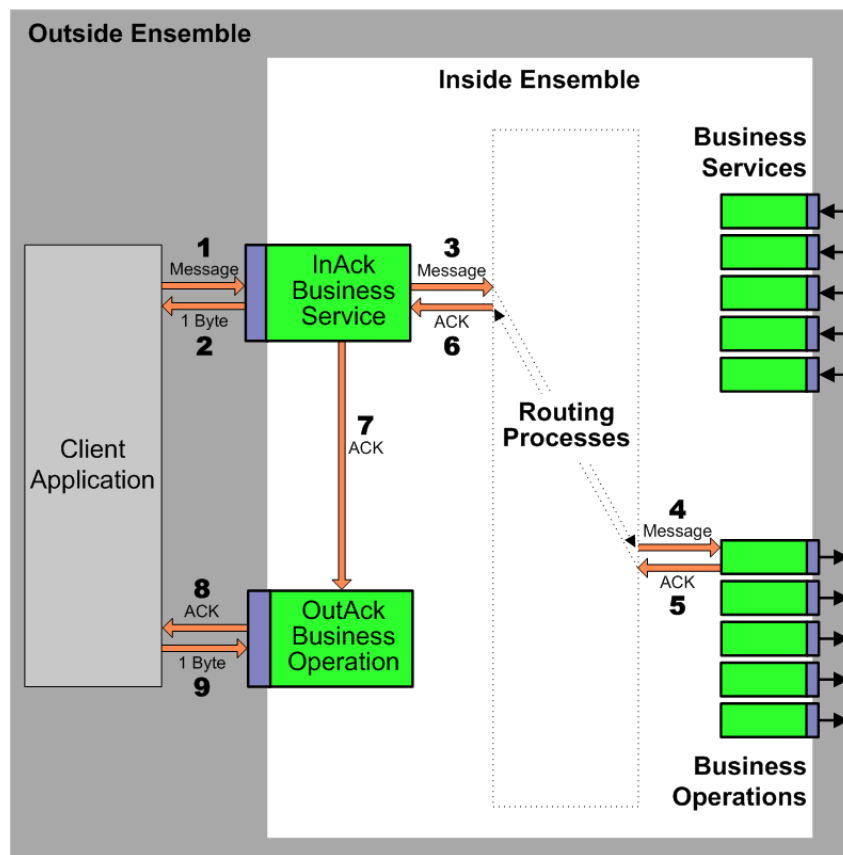 Outside Ensemble
Inside Ensemble
Business
Services
1
Message
1 Byte
2
InAck
Business
Service
3
Message
ACK
6
7
ACK
Routing
Processes
Client
Application
4
Message
ACK
5
8
ACK
1 Byte
9
OutAck
Business
Operation
Business
Operations